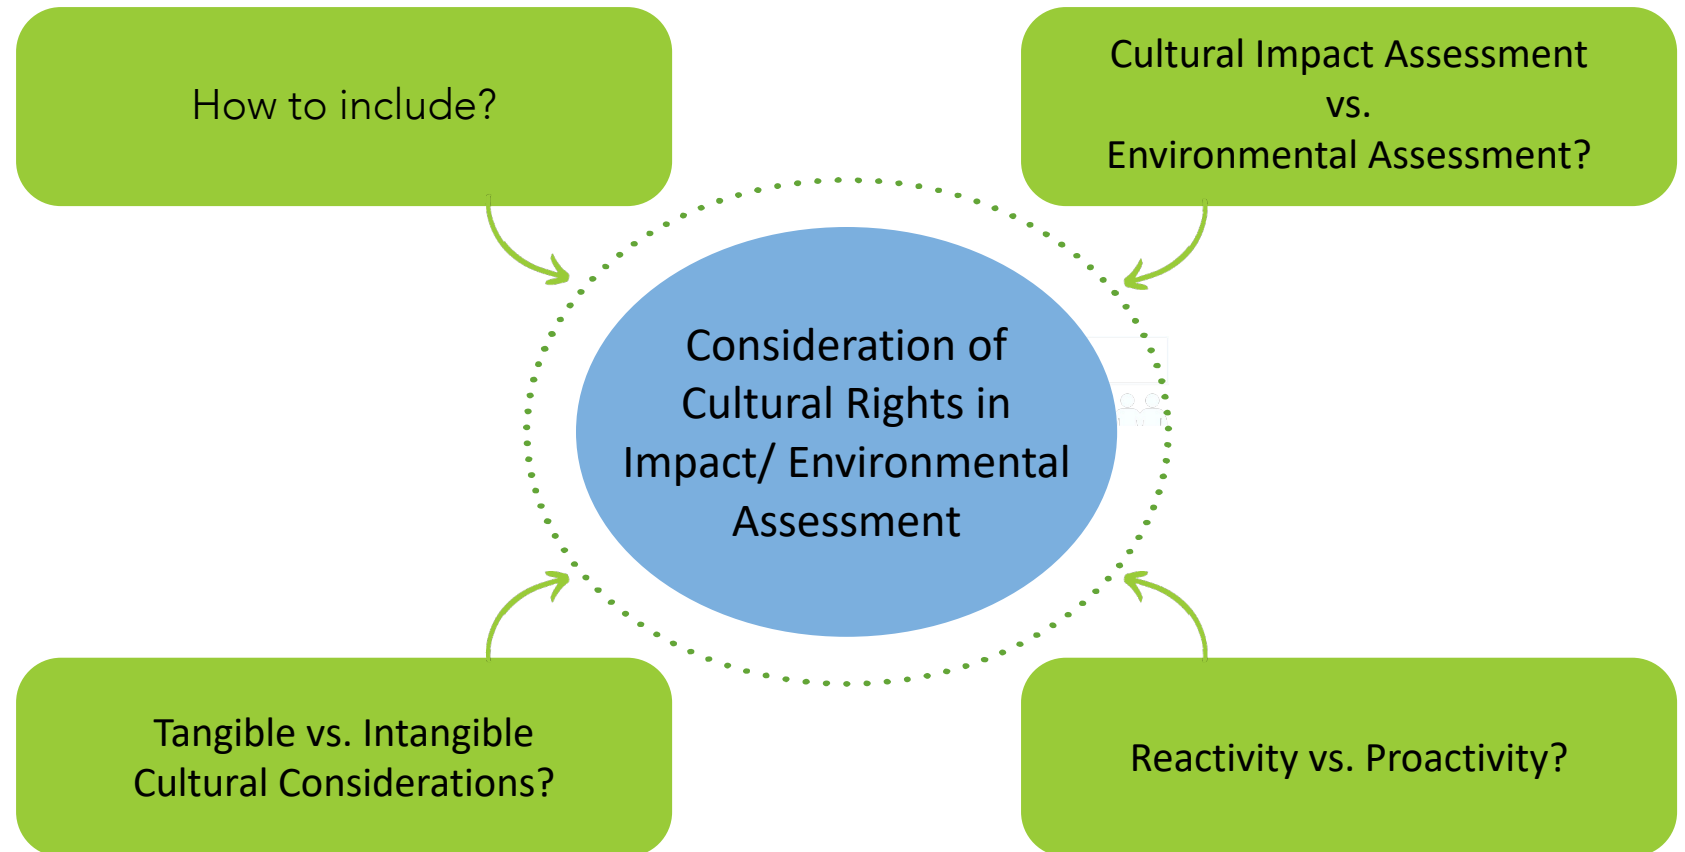 How to include?
Cultural Impact Assessment
vs.
Environmental Assessment?
Consideration of
Cultural Rights in
Impact/ Environmental
Assessment
Tangible vs. Intangible
Cultural Considerations?
Reactivity vs. Proactivity?